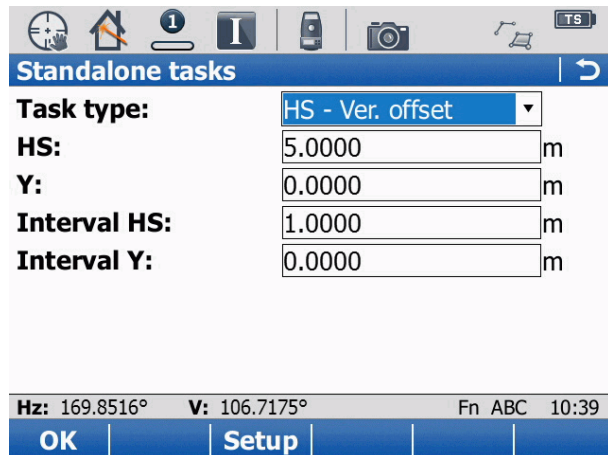 1 I TS
Standalone tasks
Task type: HS - Ver. offset
HS: 5.0000 m
Y: 0.0000 m
Interval HS: 1.0000 m
Interval Y: 0.0000 m
Hz: 169.8516° V: 106.7175° Fn ABC 10:39
OK Setup